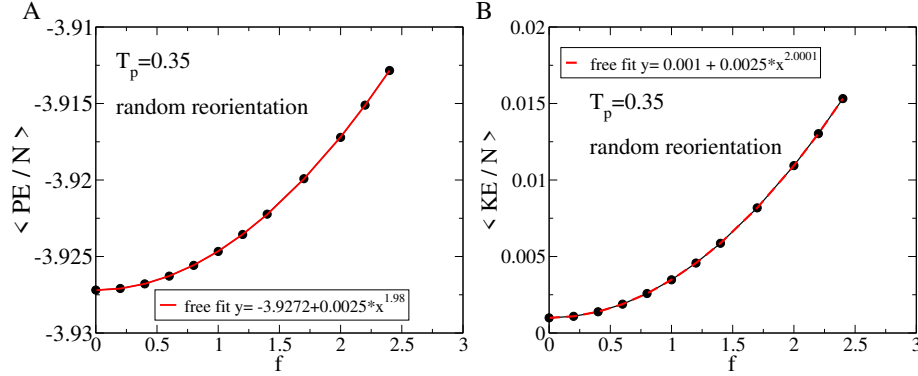 A
-3.91
-3.915
-3.92
-3.925
-3.93
< PE / N >
T_p=0.35
random reorientation
free fit y= -3.9272+0.0025*x^1.98
0 0.5 1 1.5 2 2.5 3
f
B
0.02
0.015
0.01
0.005
0
< KE / N >
free fit y= 0.001 + 0.0025*x^2.0001
T_p=0.35
random reorientation
0 0.5 1 1.5 2 2.5 3
f